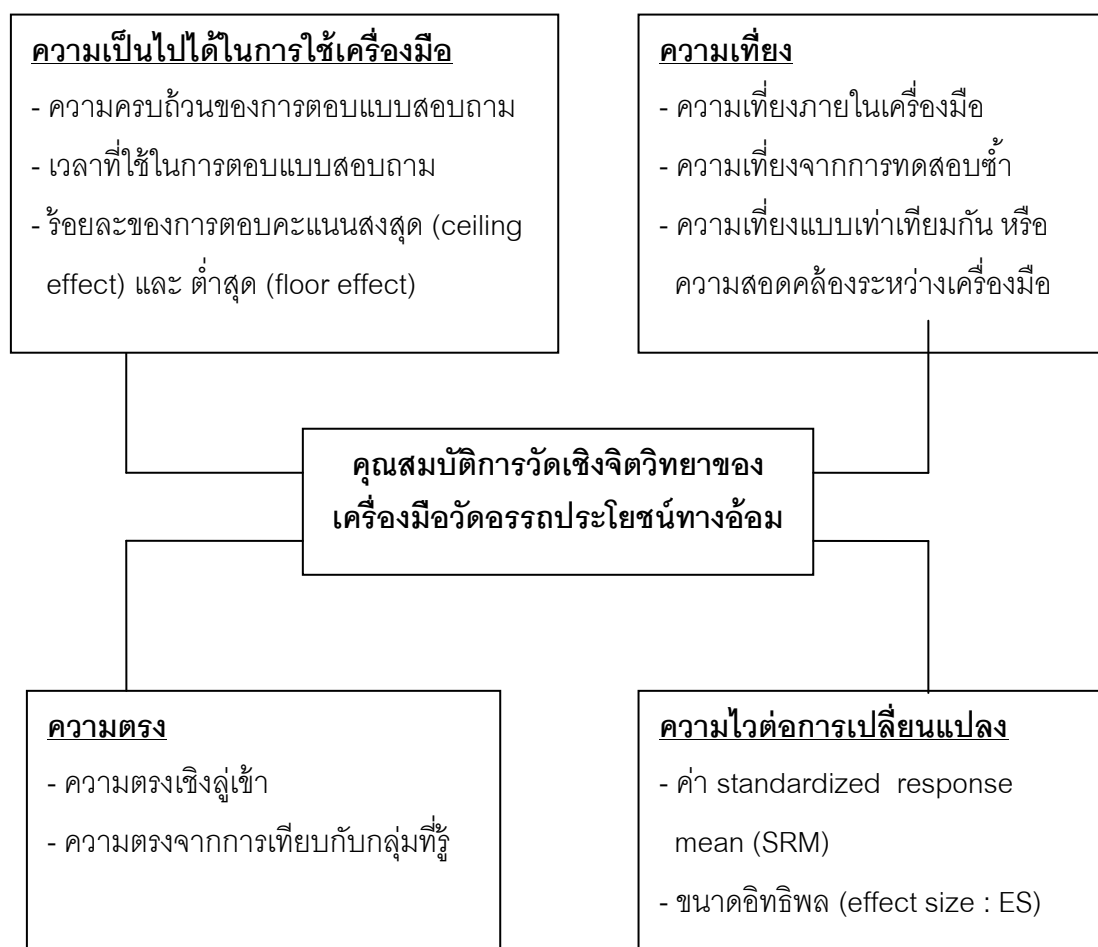 ความเป็นไปได้ในการใช้เครื่องมือ
- ความครบถ้วนของการตอบแบบสอบถาม
- เวลาที่ใช้ในการตอบแบบสอบถาม
- ร้อยละของการตอบคะแนนสงสุด (ceiling
effect) และ ต่ำสุด (floor effect)
ความเที่ยง
- ความเที่ยงภายในเครื่องมือ
- ความเที่ยงจากการทดสอบซ้ำ
- ความเที่ยงแบบเท่าเทียมกัน หรือ
ความสอดคล้องระหว่างเครื่องมือ
คุณสมบัติการวัดเชิงจิตวิทยาของ
เครื่องมือวัดอรรถประโยชน์ทางอ้อม
ความตรง
- ความตรงเชิงลู่เข้า
- ความตรงจากการเทียบกับกลุ่มที่รู้
ความไวต่อการเปลี่ยนแปลง
- ค่า standardized response
mean (SRM)
- ขนาดอิทธิพล (effect size : ES)